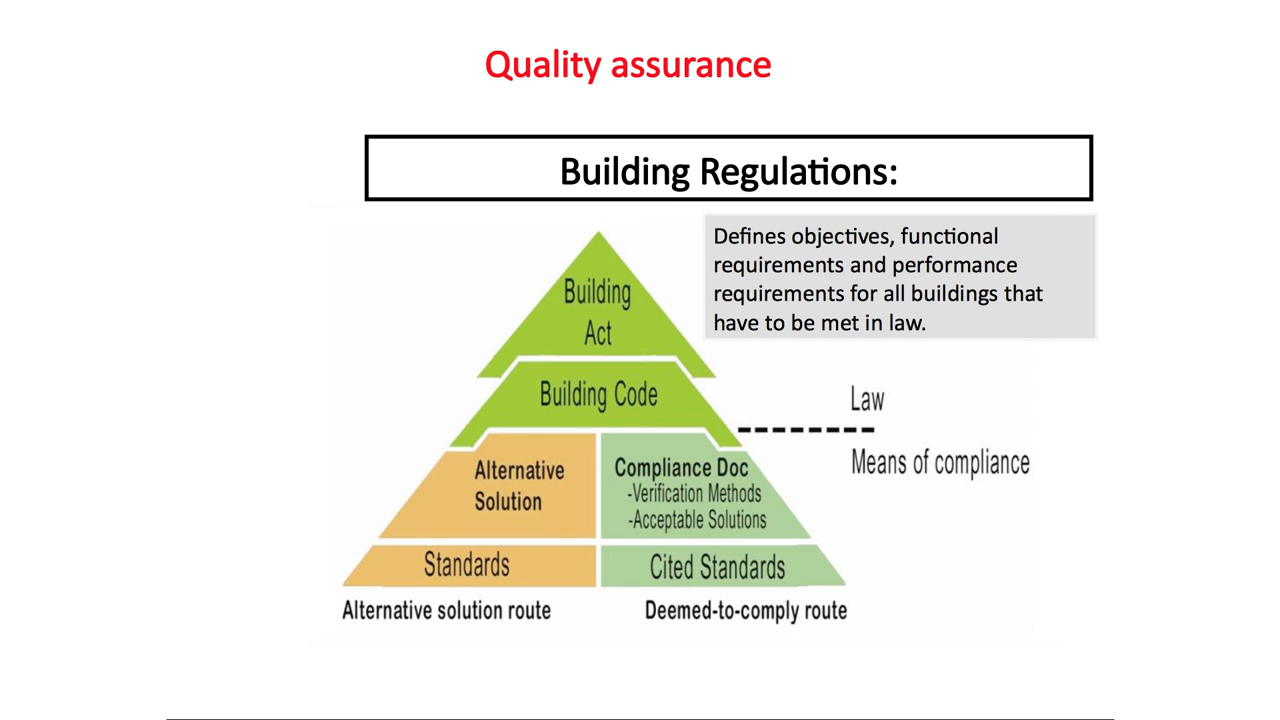 Quality assurance
Building Regulations:
Defines objectives, functional
requirements and performance
requirements for all buildings that
have to be met in law.
Building
Act
Building Code
Law
Means of compliance
Alternative
Solution
Compliance Doc
-Verification Methods
-Acceptable Solutions
Standards
Cited Standards
Alternative solution route
Deemed-to-comply route